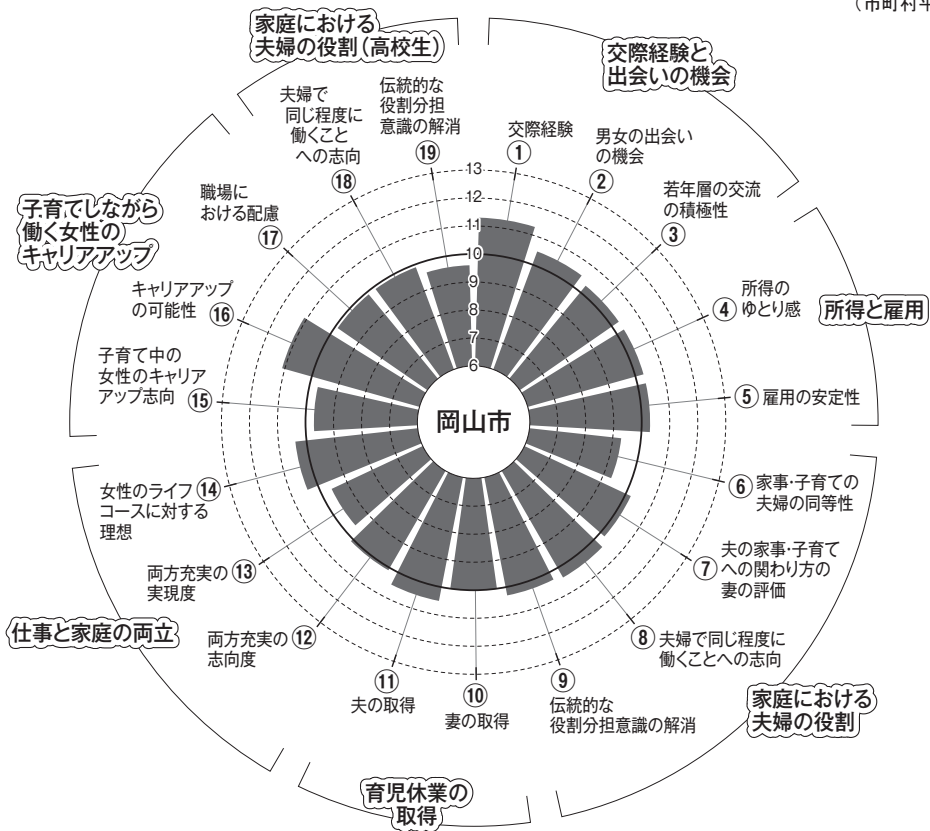 (市町村平
家庭における
夫婦の役割(高校生)
交際経験と
出会いの機会
所得と雇用
家庭における
夫婦の役割
育児休業の
取得
仕事と家庭の両立
子育てしながら
働く女性の
キャリアアップ
岡山市
13
12
11
10
9
8
7
6
交際経験
①
男女の出会い
の機会
②
若年層の交流
の積極性
③
④ 所得の
ゆとり感
⑤ 雇用の安定性
⑥ 家事・子育ての
夫婦の同等性
⑦ 夫の家事・子育て
への関わり方の
妻の評価
⑧ 夫婦で同じ程度に
働くことへの志向
⑨
伝統的な
役割分担意識の解消
⑩
妻の取得
⑪
夫の取得
両方充実の ⑫
志向度
両方充実の ⑬
実現度
女性のライフ ⑭
コースに対する
理想
子育て中の
女性のキャリア
アップ志向 ⑮
キャリアアップ
の可能性 ⑯
職場に
おける配慮
⑰
夫婦で
同じ程度に
働くこと
への志向
⑱
伝統的な
役割分担
意識の解消
⑲